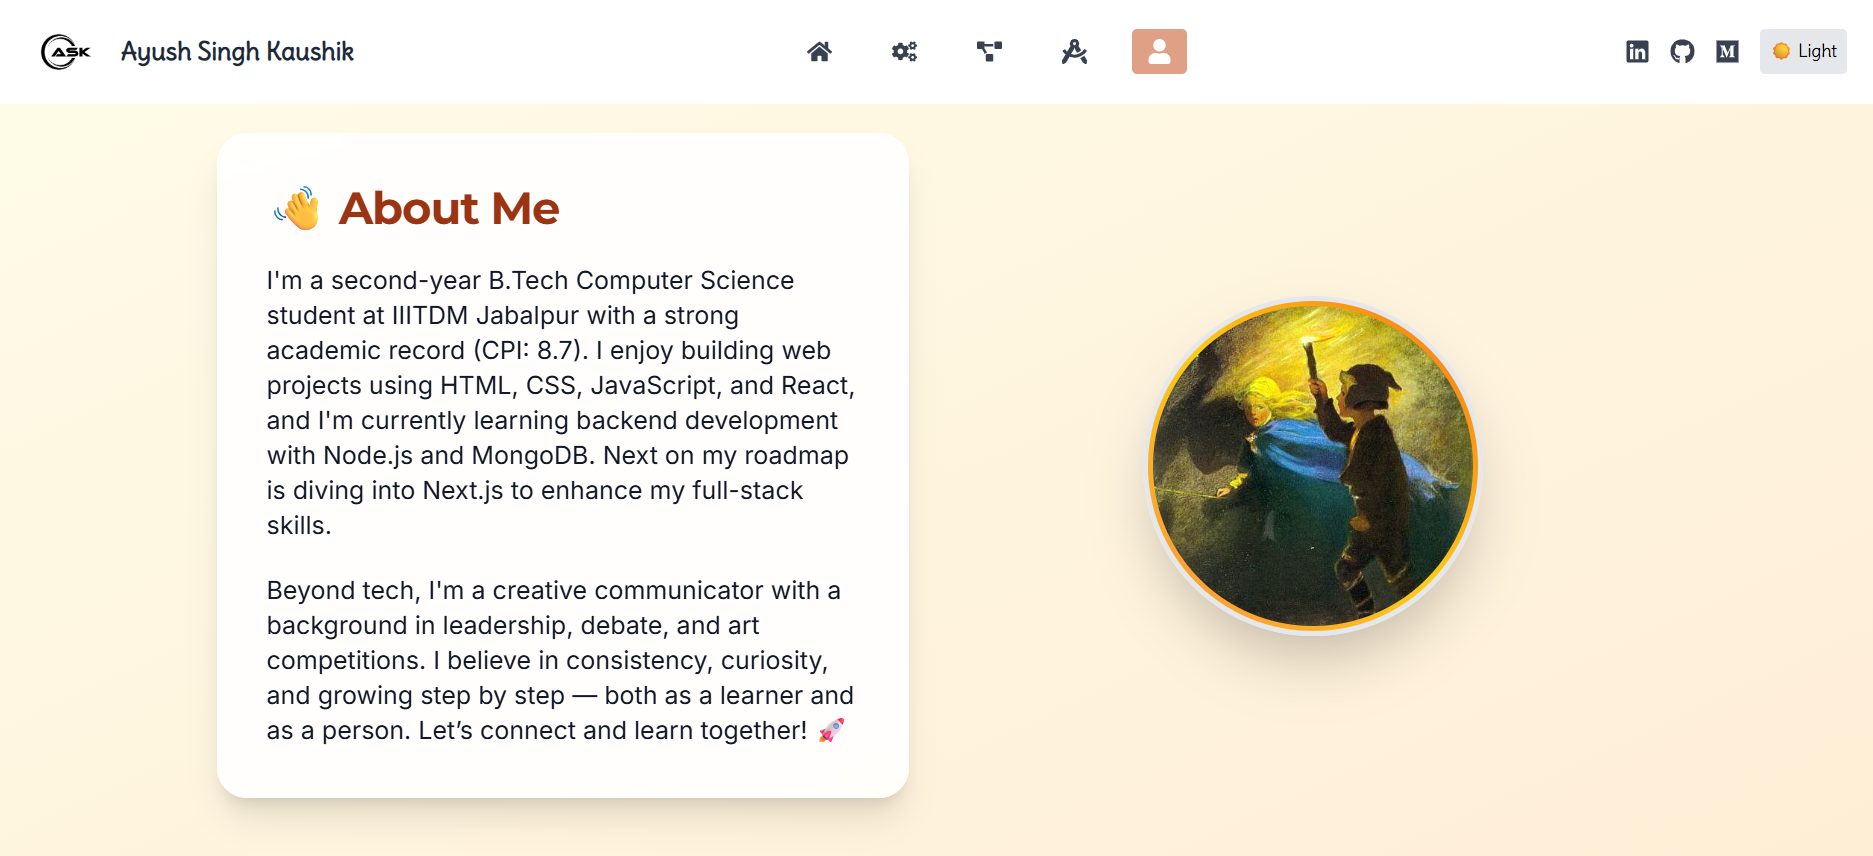 ASK
Ayush Singh Kaushik
Light
👋 About Me
I'm a second-year B.Tech Computer Science
student at IIITDM Jabalpur with a strong
academic record (CPI: 8.7). I enjoy building web
projects using HTML, CSS, JavaScript, and React,
and I'm currently learning backend development
with Node.js and MongoDB. Next on my roadmap
is diving into Next.js to enhance my full-stack
skills.
Beyond tech, I'm a creative communicator with a
background in leadership, debate, and art
competitions. I believe in consistency, curiosity,
and growing step by step — both as a learner and
as a person. Let’s connect and learn together! 🚀